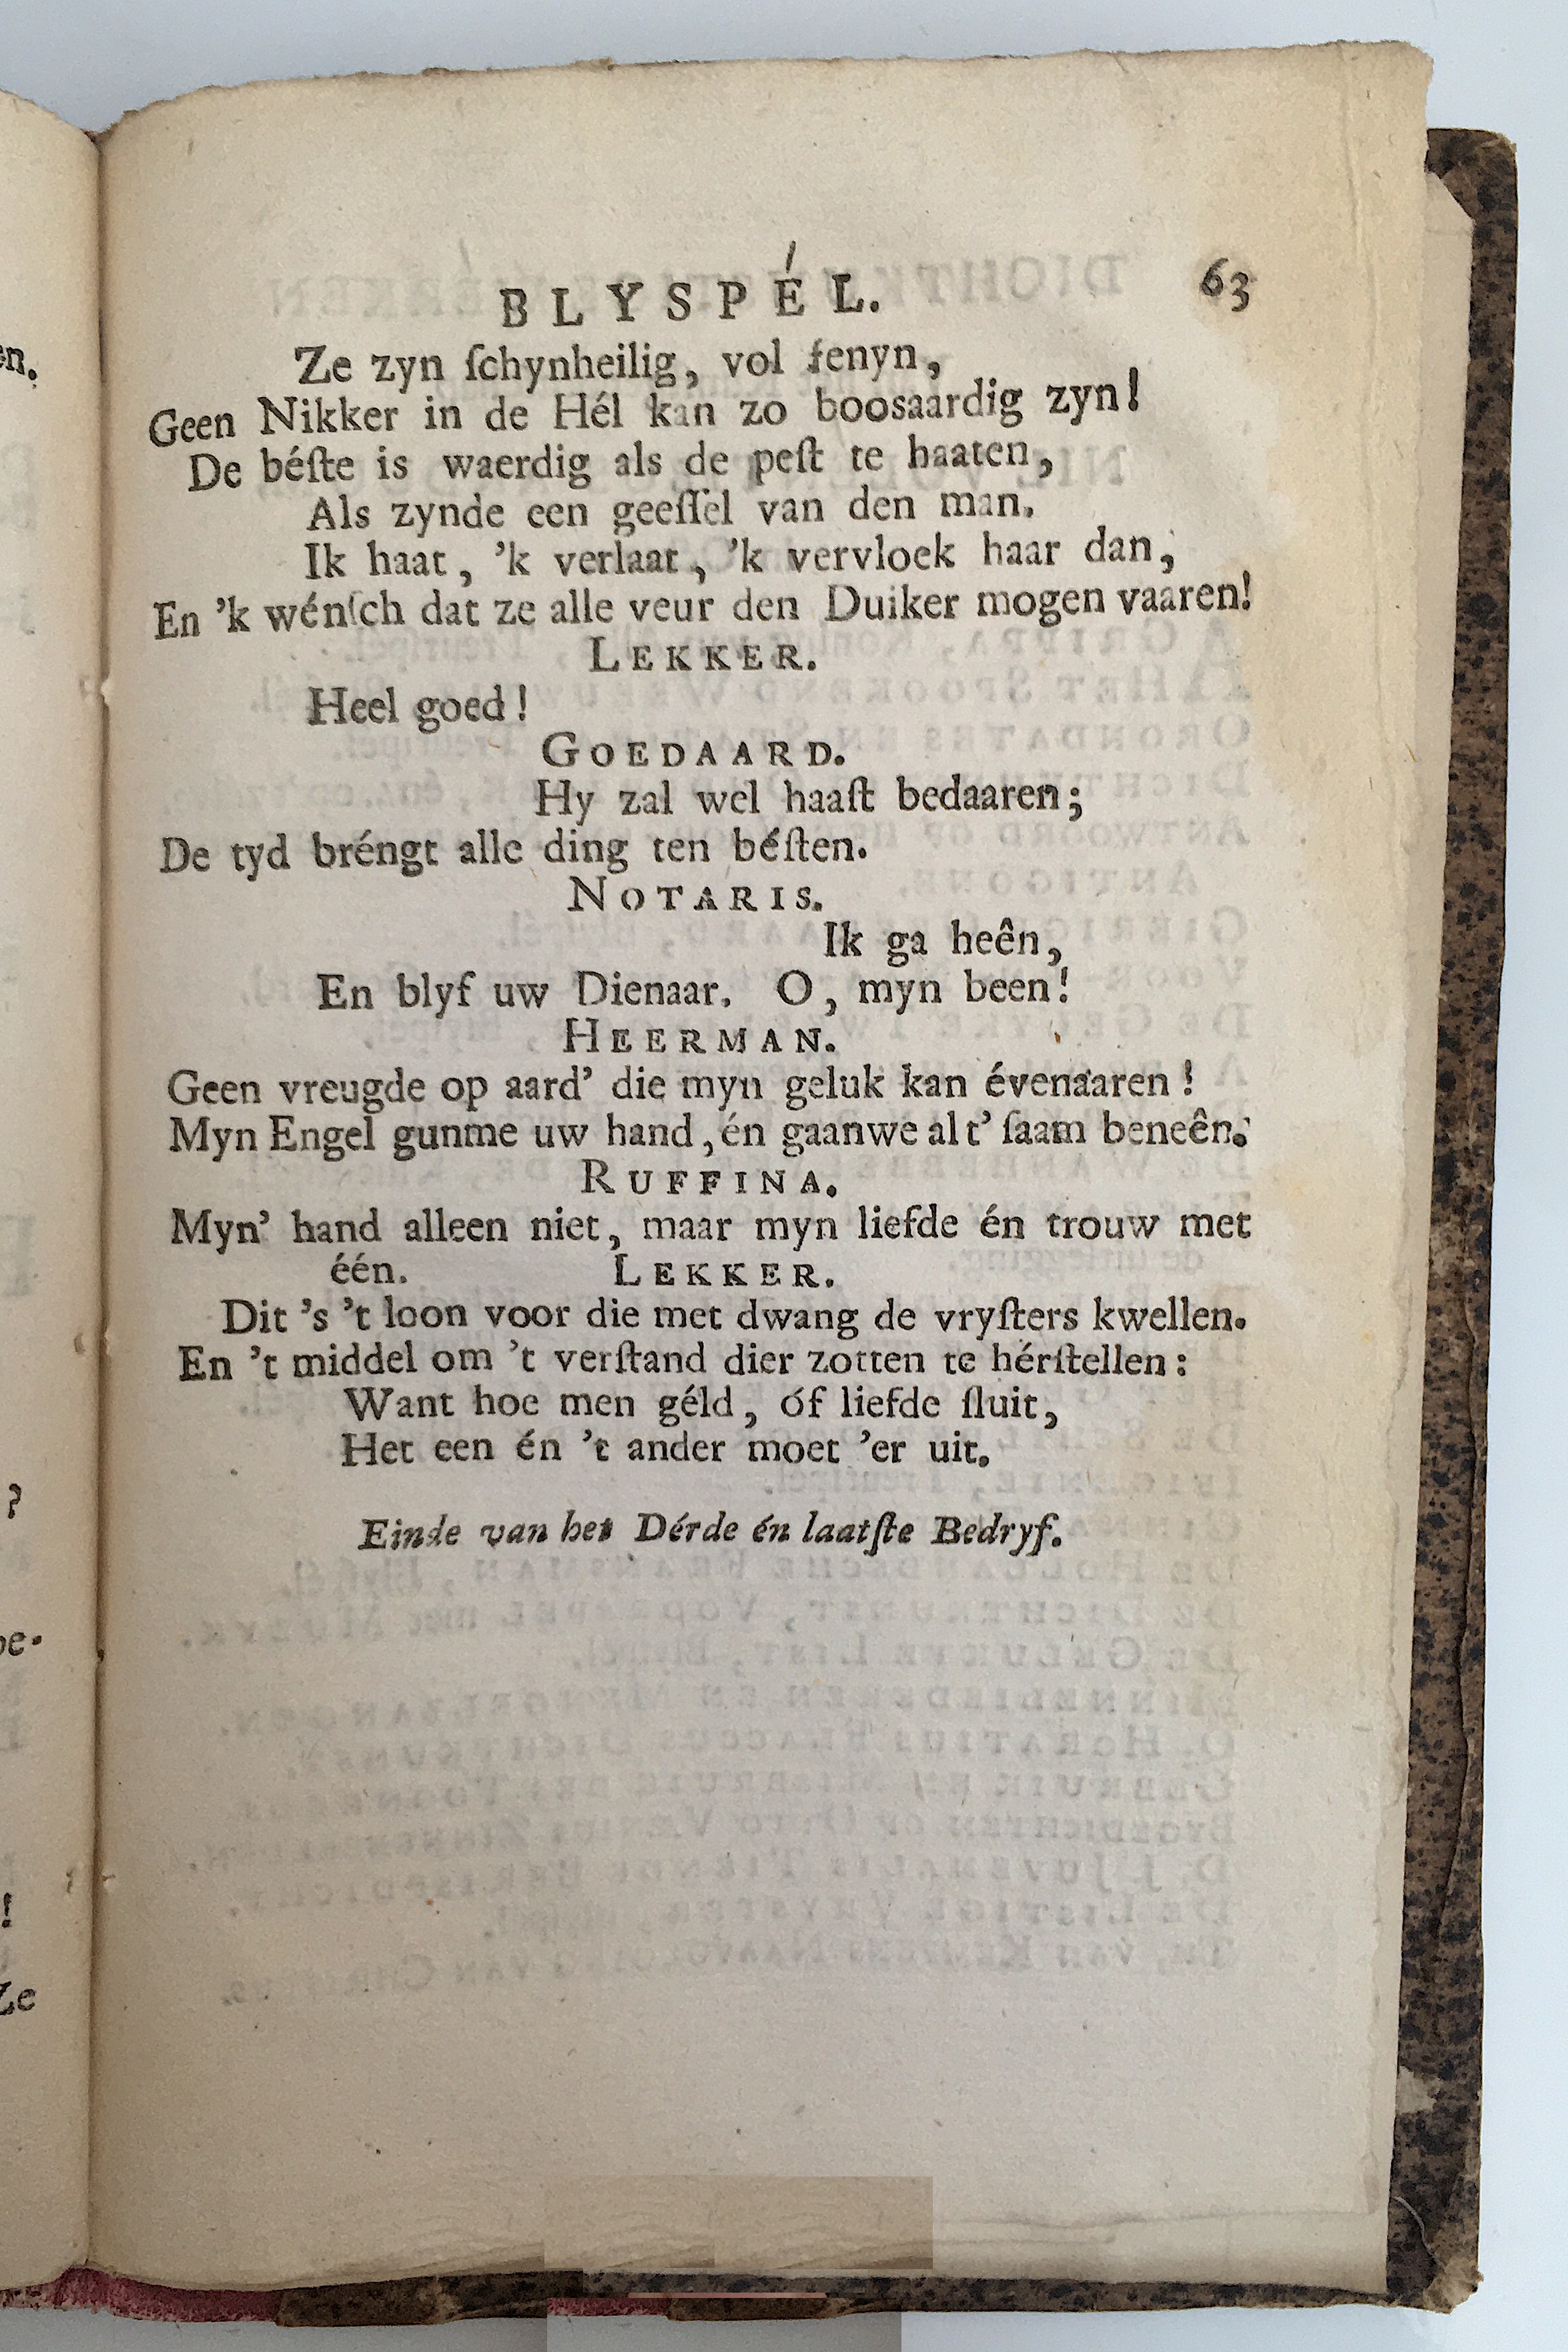 BLYSPÉL. 63
Ze zyn ſchynheilig, vol fenyn,
Geen Nikker in de Hél kan zo boosaardig zyn!
De béſte is waerdig als de peſt te haaten,
Als zynde een geeſſel van den man.
Ik haat, 'k verlaat, 'k vervloek haar dan,
En 'k wénſch dat ze alle veur den Duiker mogen vaaren!
LEKKER.
Heel goed!
GOEDAARD.
Hy zal wel haaſt bedaaren;
De tyd bréngt alle ding ten béſten.
NOTARIS.
Ik ga heên,
En blyf uw Dienaar. O, myn been!
HEERMAN.
Geen vreugde op aard' die myn geluk kan évenaaren!
Myn Engel gunme uw hand, én gaanwe al t' ſaam beneên.
RUFFINA.
Myn' hand alleen niet, maar myn liefde én trouw met
één. LEKKER.
Dit 's 't loon voor die met dwang de vryſters kwellen.
En 't middel om 't verſtand dier zotten te hérſtellen:
Want hoe men géld, óf liefde ſluit,
Het een én 't ander moet 'er uit.
Einde van het Dérde én laatſte Bedryf.
en.
?
!
Ze